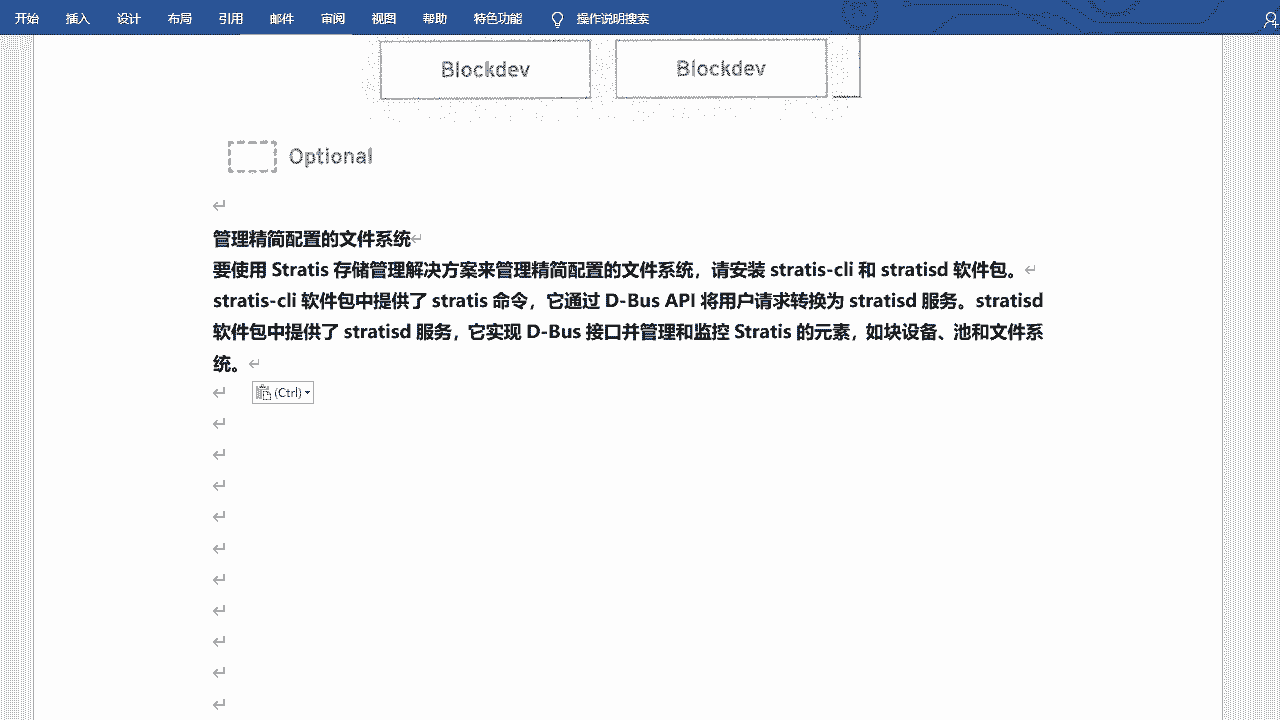 开始 插入 设计 布局 引用 邮件 审阅 视图 帮助 特色功能 操作说明搜索
Blockdev Blockdev
Optional
管理精简配置的文件系统
要使用 Stratis 存储管理解决方案来管理精简配置的文件系统，请安装 stratis-cli 和 stratisd 软件包。
stratis-cli 软件包中提供了 stratis 命令，它通过 D-Bus API 将用户请求转换为 stratisd 服务。stratisd
软件包中提供了 stratisd 服务，它实现 D-Bus 接口并管理和监控 Stratis 的元素，如块设备、池和文件系
统。
(Ctrl)